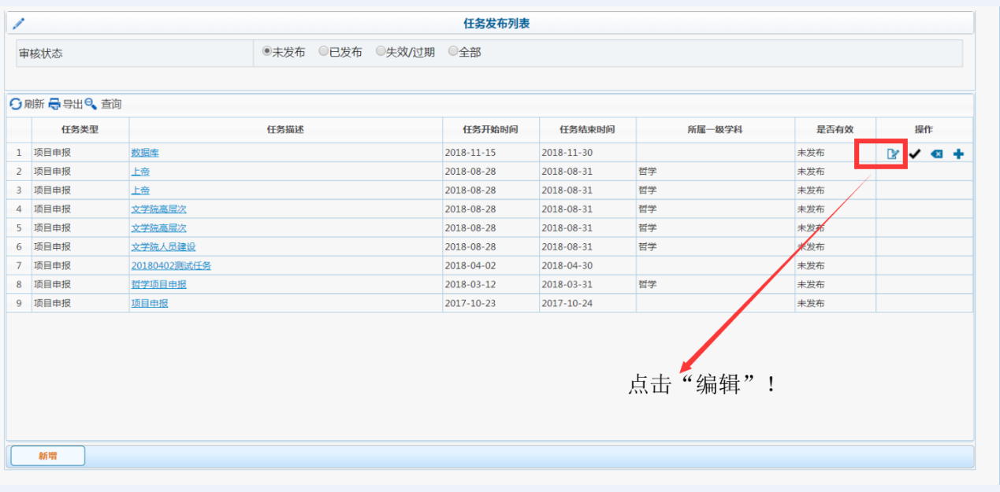 任务发布列表
审核状态 未发布 已发布 失效/过期 全部
刷新 导出 查询
任务类型 任务描述 任务开始时间 任务结束时间 所属一级学科 是否有效 操作
1 项目申报 数据库 2018-11-15 2018-11-30 未发布
2 项目申报 上帝 2018-08-28 2018-08-31 哲学 未发布
3 项目申报 上帝 2018-08-28 2018-08-31 哲学 未发布
4 项目申报 文学院高层次 2018-08-28 2018-08-31 哲学 未发布
5 项目申报 文学院高层次 2018-08-28 2018-08-31 哲学 未发布
6 项目申报 文学院人员建设 2018-08-28 2018-08-31 哲学 未发布
7 项目申报 20180402测试任务 2018-04-02 2018-04-30 未发布
8 项目申报 哲学项目申报 2018-03-12 2018-03-31 哲学 未发布
9 项目申报 项目申报 2017-10-23 2017-10-24 未发布
点击“编辑”！
新增